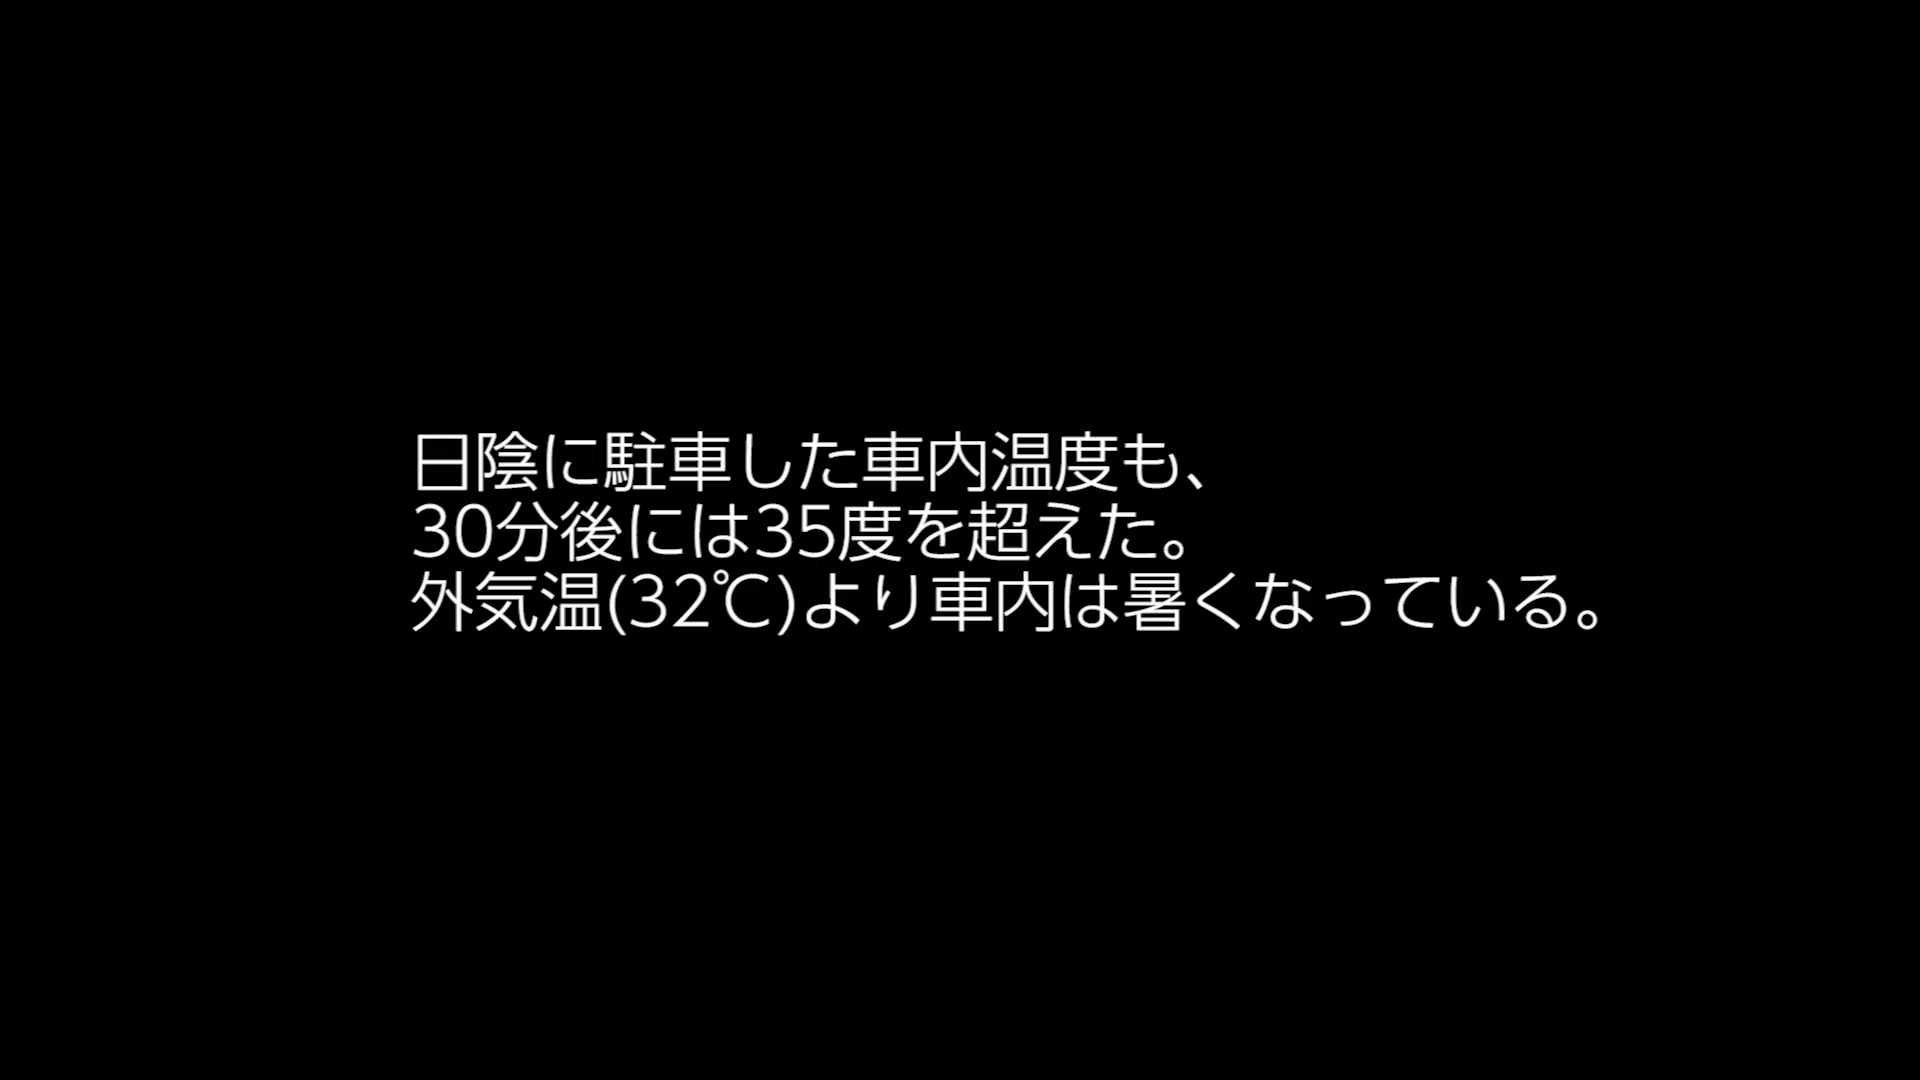 日陰に駐車した車内温度も、
30分後には35度を超えた。
外気温(32℃)より車内は暑くなっている。